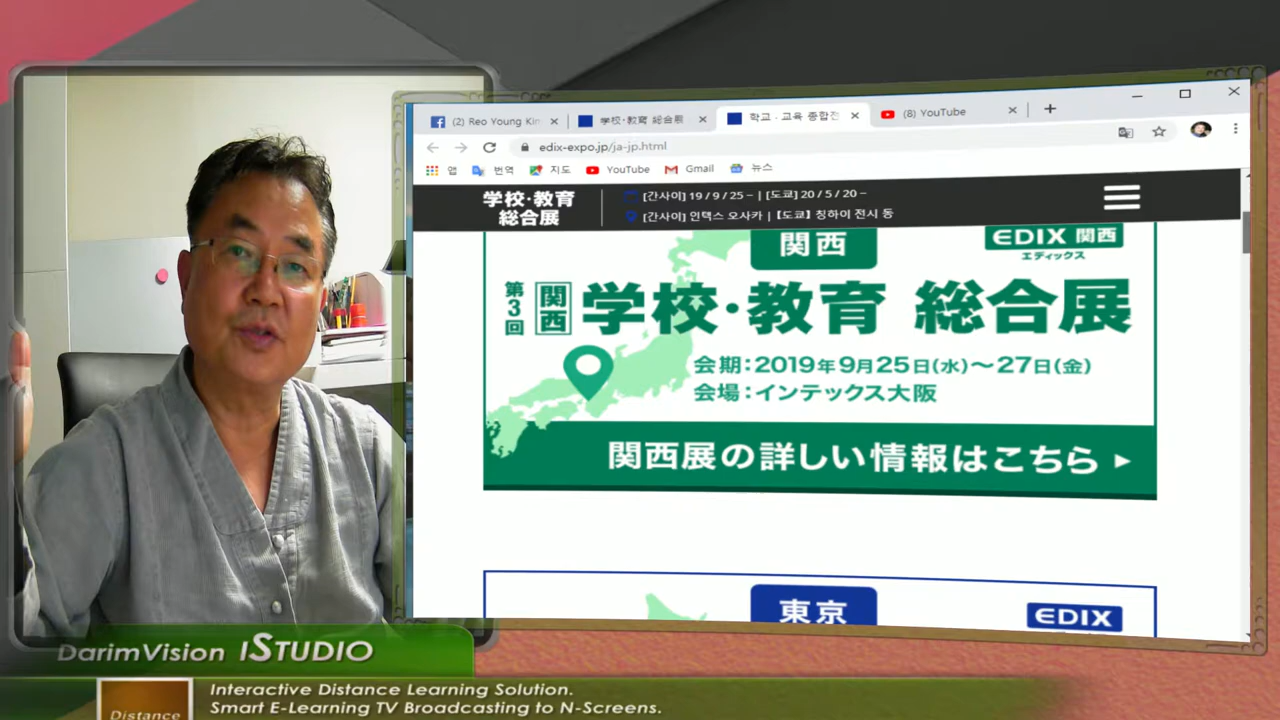 (2) Reo Young Kim
学校・教育 総合展
학교 · 교육 종합전
(8) YouTube
edix-expo.jp/ja-jp.html
앱
번역
지도
YouTube
Gmail
뉴스
学校・教育
総合展
[간사이] 19 / 9 / 25 ~ | [도쿄] 20 / 5 / 20 ~
[간사이] 인텍스 오사카 | 【도쿄】 칭하이 전시 동
関西
EDIX 関西
エディックス
第3回
関西
学校・教育 総合展
会期：2019年9月25日(水)～27日(金)
会場：インテックス大阪
関西展の詳しい情報はこちら ▶
東京
EDIX
DarimVision ISTUDIO
Interactive Distance Learning Solution.
Smart E-Learning TV Broadcasting to N-Screens.
Distance